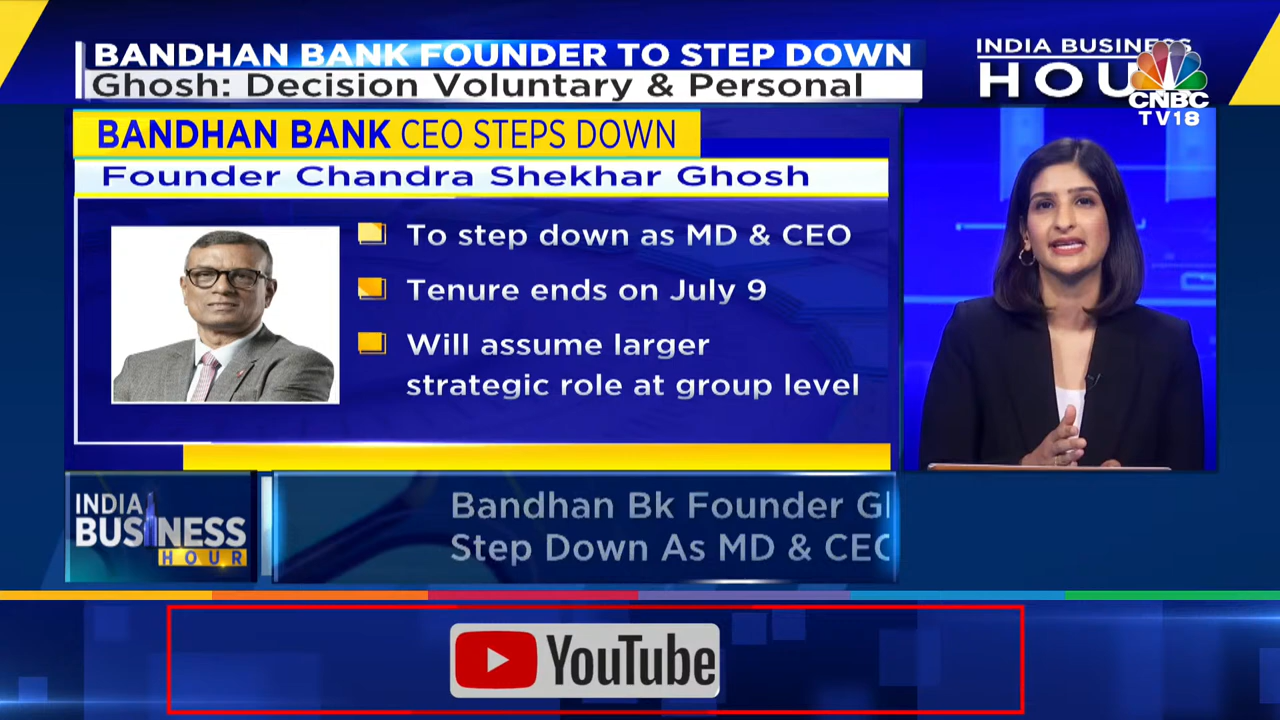 BANDHAN BANK FOUNDER TO STEP DOWN
Ghosh: Decision Voluntary & Personal
INDIA BUSINESS
HOU
CNBC
TV18
BANDHAN BANK CEO STEPS DOWN
Founder Chandra Shekhar Ghosh
To step down as MD & CEO
Tenure ends on July 9
Will assume larger
strategic role at group level
INDIA
BUSINESS
HOUR
Bandhan Bk Founder
Step Down As MD &
YouTube